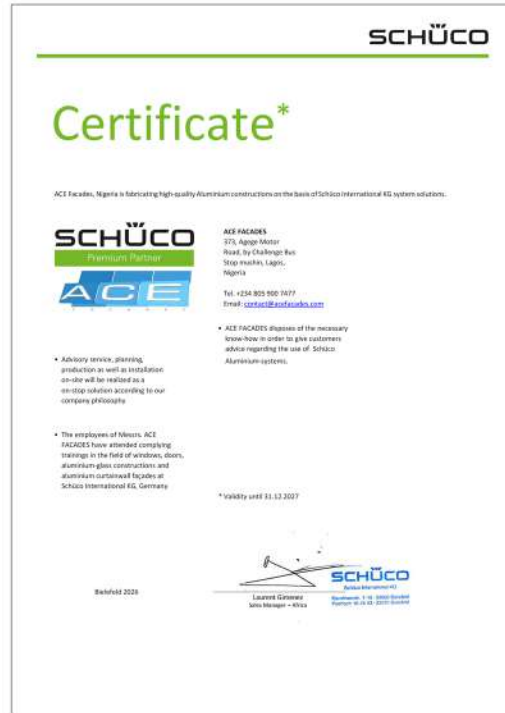 SCHÜCO
Certificate*
ACE Facades, Nigeria is fabricating high-quality Aluminium constructions on the basis of Schüco International KG system solutions.
SCHÜCO
Premium Partner
ACE
ACE FACADES
373, Agege Motor
Road, by Challenge Bus
Stop mushin, Lagos,
Nigeria
Tel. +234 805 900 7477
Email: contact@acefacades.com
• ACE FACADES disposes of the necessary
know-how in order to give customers
advice regarding the use of Schüco
Aluminium-systems.
• Advisory service, planning,
production as well as installation
on-site will be realized as a
on-stop solution according to our
company philosophy
• The employees of Messrs. ACE
FACADES have attended complying
trainings in the field of windows, doors,
aluminium-glass constructions and
aluminium curtainwall façades at
Schüco International KG, Germany
* Validity until 31.12.2027
Bielefeld 2026
SCHÜCO
Schüco International KG
Laurent Gimenez
Sales Manager – Africa